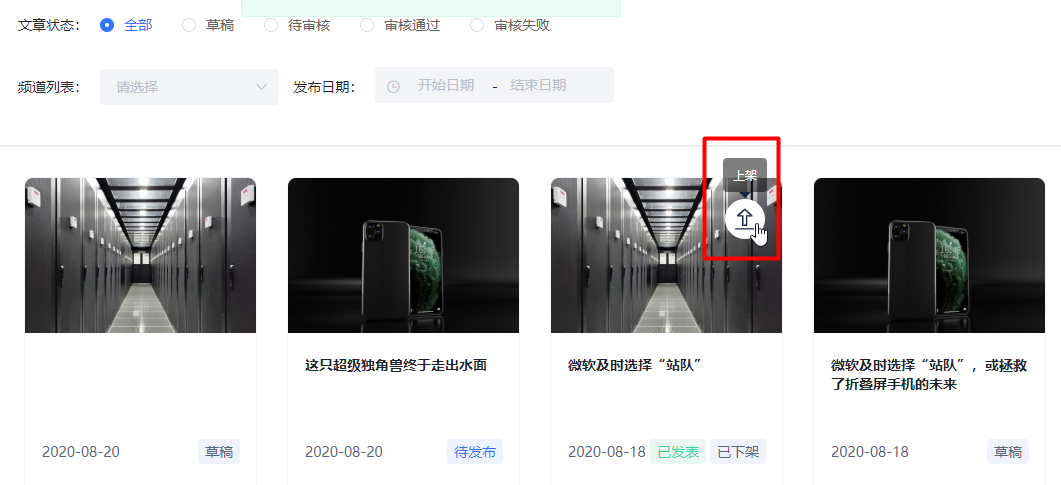 文章状态： 全部 草稿 待审核 审核通过 审核失败
频道列表： 请选择 发布日期： 开始日期 - 结束日期
上架
这只超级独角兽终于走出水面
微软及时选择“站队”
微软及时选择“站队”，或拯救
了折叠屏手机的未来
2020-08-20 草稿
2020-08-20 待发布
2020-08-18 已发表 已下架
2020-08-18 草稿